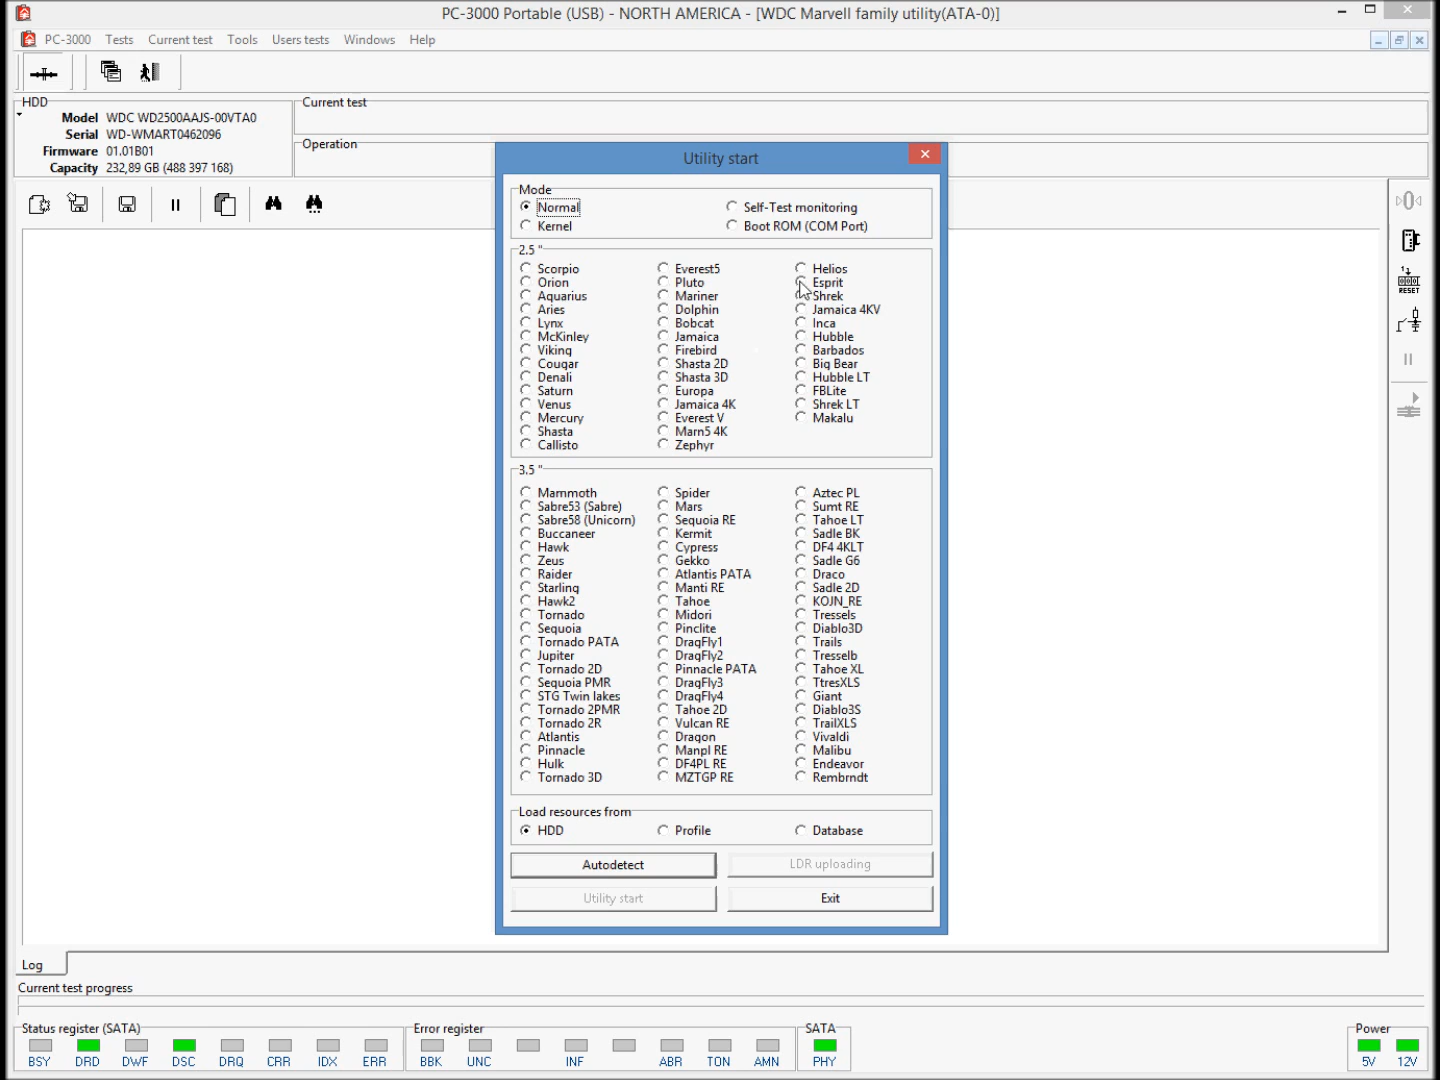 PC-3000 Portable (USB) - NORTH AMERICA - [WDC Marvell family utility(ATA-0)]
PC-3000 Tests Current test Tools Users tests Windows Help
HDD
Model WDC WD2500AAJS-00VTA0
Serial WD-WMART0462096
Firmware 01.01B01
Capacity 232,89 GB (488 397 168)
Current test
Operation
RESET
Utility start
Mode
Normal Self-Test monitoring
Kernel Boot ROM (COM Port)
2.5 "
Scorpio Everest5 Helios
Orion Pluto Esprit
Aquarius Mariner Shrek
Aries Dolphin Jamaica 4KV
Lynx Bobcat Inca
McKinley Jamaica Hubble
Viking Firebird Barbados
Cougar Shasta 2D Big Bear
Denali Shasta 3D Hubble LT
Saturn Europa FBLite
Venus Jamaica 4K Shrek LT
Mercury Everest V Makalu
Shasta Marn5 4K
Callisto Zephyr
3.5 "
Mammoth Spider Aztec PL
Sabre53 (Sabre) Mars Sumt RE
Sabre58 (Unicorn) Sequoia RE Tahoe LT
Buccaneer Kermit Sadle BK
Hawk Cypress DF4 4KLT
Zeus Gekko Sadle G6
Raider Atlantis PATA Draco
Starling Manti RE Sadle 2D
Hawk2 Tahoe KOJN_RE
Tornado Midori Tressels
Sequoia Pinclite Diablo3D
Tornado PATA DragFly1 Trails
Jupiter DragFly2 Tresselb
Tornado 2D Pinnacle PATA Tahoe XL
Sequoia PMR DragFly3 TtresXLS
STG Twin lakes DragFly4 Giant
Tornado 2PMR Tahoe 2D Diablo3S
Tornado 2R Vulcan RE TrailXLS
Atlantis Dragon Vivaldi
Pinnacle Manpl RE Malibu
Hulk DF4PL RE Endeavor
Tornado 3D MZTGP RE Rembrndt
Load resources from
HDD Profile Database
Autodetect LDR uploading
Utility start Exit
Log
Current test progress
Status register (SATA) Error register SATA Power
BSY DRD DWF DSC DRQ CRR IDX ERR BBK UNC INF ABR TON AMN PHY 5V 12V